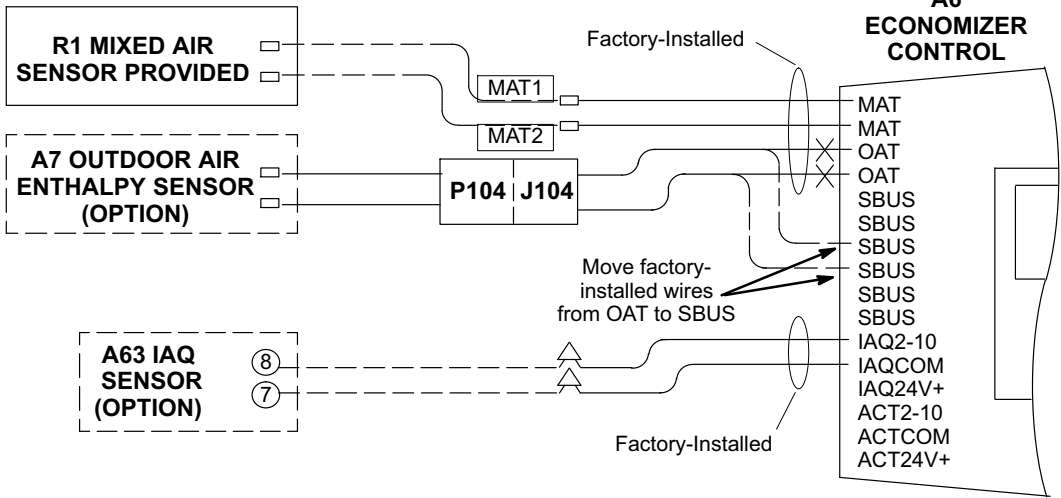 A6
ECONOMIZER
CONTROL
R1 MIXED AIR
SENSOR PROVIDED
Factory-Installed
MAT1
MAT2
A7 OUTDOOR AIR
ENTHALPY SENSOR
(OPTION)
P104
J104
MAT
MAT
OAT
OAT
SBUS
SBUS
SBUS
SBUS
SBUS
SBUS
IAQ2-10
IAQCOM
IAQ24V+
ACT2-10
ACTCOM
ACT24V+
Move factory-
installed wires
from OAT to SBUS
A63 IAQ
SENSOR
(OPTION)
8
7
Factory-Installed